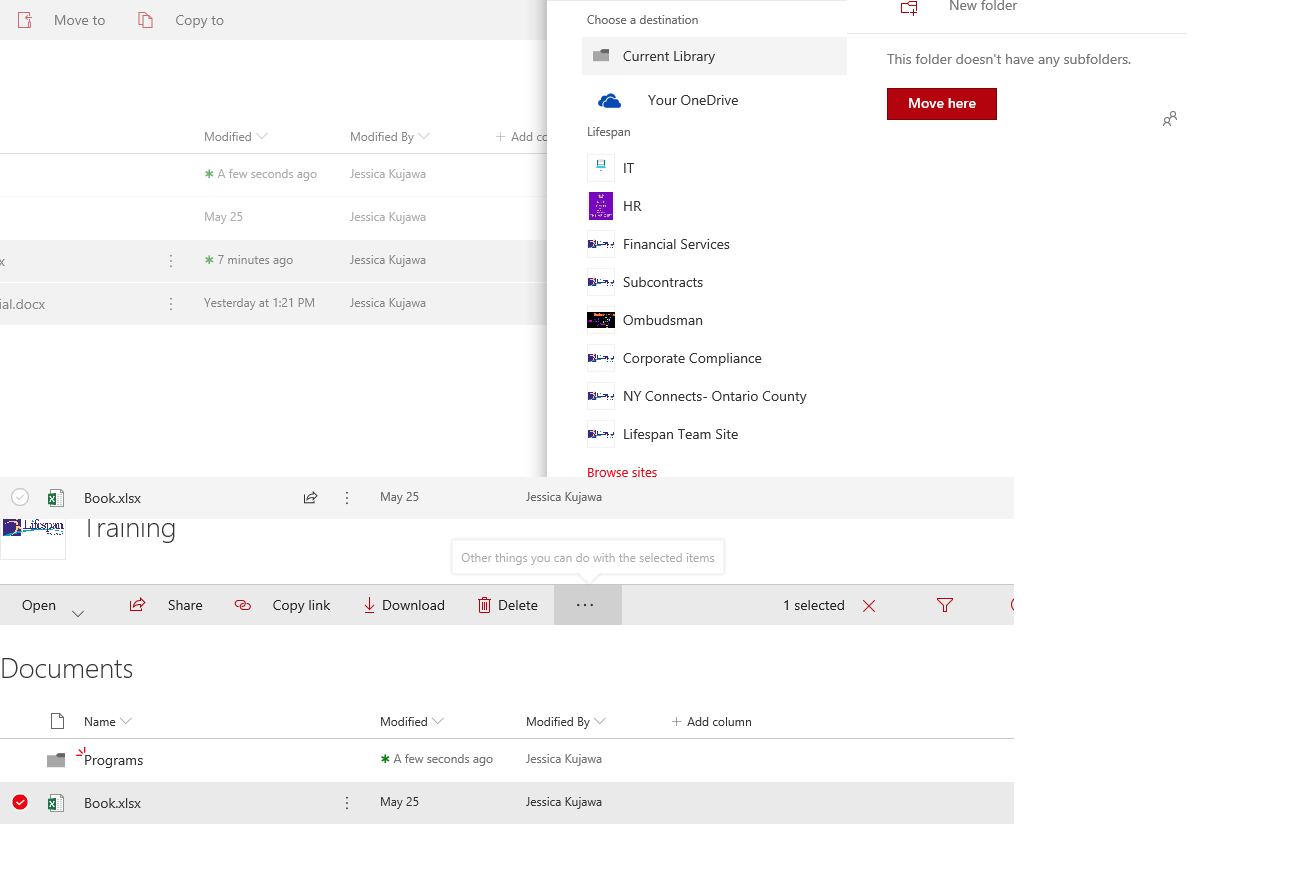 Move to Copy to
Choose a destination
New folder
Current Library
This folder doesn't have any subfolders.
Your OneDrive
Move here
Lifespan
Modified Modified By + Add co
IT
A few seconds ago Jessica Kujawa
HR
May 25 Jessica Kujawa
Financial Services
x 7 minutes ago Jessica Kujawa
Subcontracts
ial.docx Yesterday at 1:21 PM Jessica Kujawa
Ombudsman
Corporate Compliance
NY Connects- Ontario County
Lifespan Team Site
Browse sites
Book.xlsx May 25 Jessica Kujawa
Lifespan Training
Other things you can do with the selected items
Open Share Copy link Download Delete ... 1 selected
Documents
Name Modified Modified By + Add column
Programs A few seconds ago Jessica Kujawa
Book.xlsx May 25 Jessica Kujawa